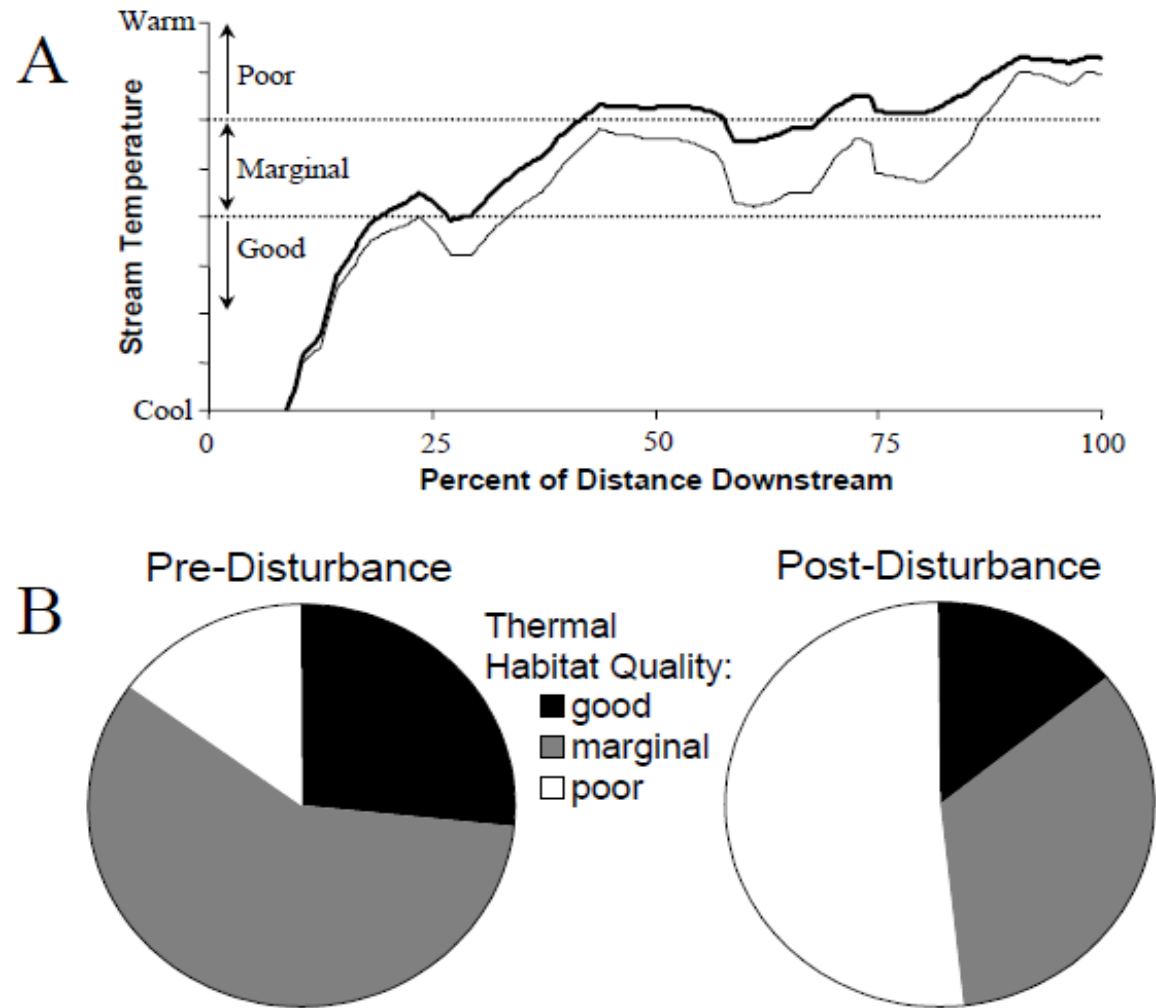 A
Warm
Poor
Marginal
Good
Cool
Stream Temperature
0 25 50 75 100
Percent of Distance Downstream
B
Pre-Disturbance
Post-Disturbance
Thermal
Habitat Quality:
good
marginal
poor